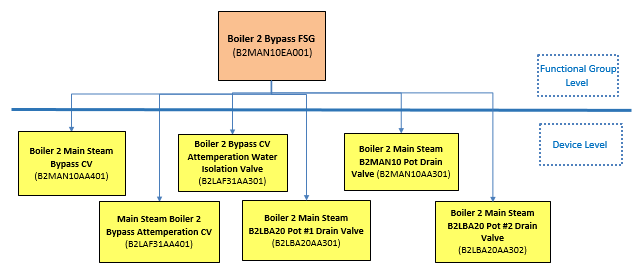 Boiler 2 Bypass FSG
(B2MAN10EA001)
Functional Group
Level
Device Level
Boiler 2 Main Steam
Bypass CV
(B2MAN10AA401)
Boiler 2 Bypass CV
Attemperation Water
Isolation Valve
(B2LAF31AA301)
Boiler 2 Main Steam
B2MAN10 Pot Drain
Valve (B2MAN10AA301)
Main Steam Boiler 2
Bypass Attemperation CV
(B2LAF31AA401)
Boiler 2 Main Steam
B2LBA20 Pot #1 Drain Valve
(B2LBA20AA301)
Boiler 2 Main Steam
B2LBA20 Pot #2 Drain
Valve
(B2LBA20AA302)